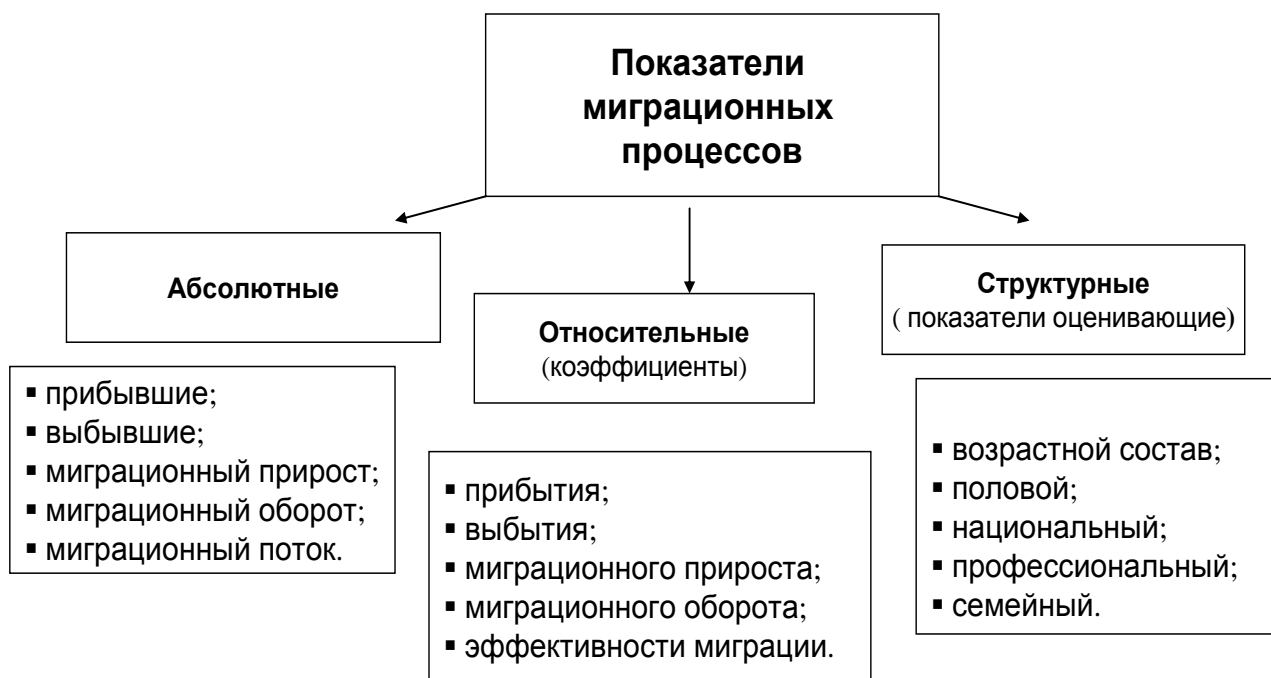 Показатели
миграционных
процессов
Абсолютные
Относительные
(коэффициенты)
Структурные
( показатели оценивающие)
▪ прибывшие;
▪ выбывшие;
▪ миграционный прирост;
▪ миграционный оборот;
▪ миграционный поток.
▪ прибытия;
▪ выбытия;
▪ миграционного прироста;
▪ миграционного оборота;
▪ эффективности миграции.
▪ возрастной состав;
▪ половой;
▪ национальный;
▪ профессиональный;
▪ семейный.